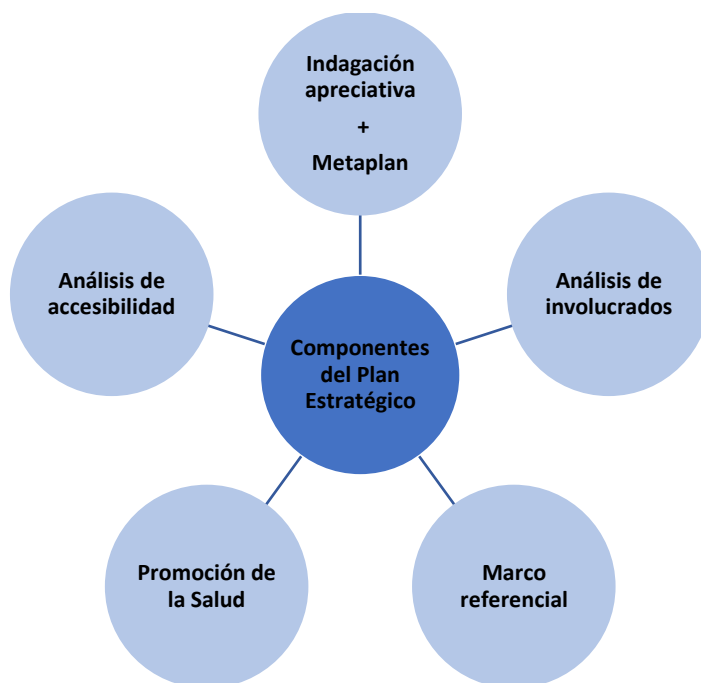 Indagación
apreciativa
+
Metaplan
Análisis de
accesibilidad
Análisis de
involucrados
Componentes
del Plan
Estratégico
Promoción de
la Salud
Marco
referencial